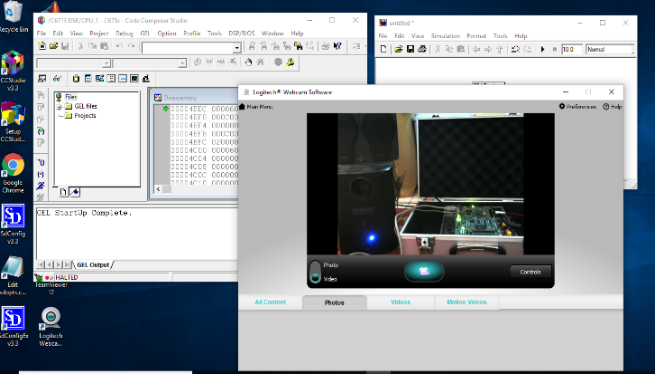 /C6713 DSK/CPU_1 - Code Composer Studio
File Edit View Project Debug GEL Option Profile Tools DSP/BIOS Window Help
Files
GEL files
Projects
Disassembly
GEL StartUp Complete.
GEL Output
HALTED
untitled *
File Edit View Simulation Format Tools Help
10.0 Normal
Logitech® Webcam Software
Main Menu
Preferences Help
Photo
Video
Controls
All Content Photos Videos Motion Videos
Recycle Bin
CCStudio
v3.3
Setup
CCStud...
Google
Chrome
SdConfig
v3.3
Edit
SdConfigEx
v3.3
TeamViewer
12
Logitech
Webca...